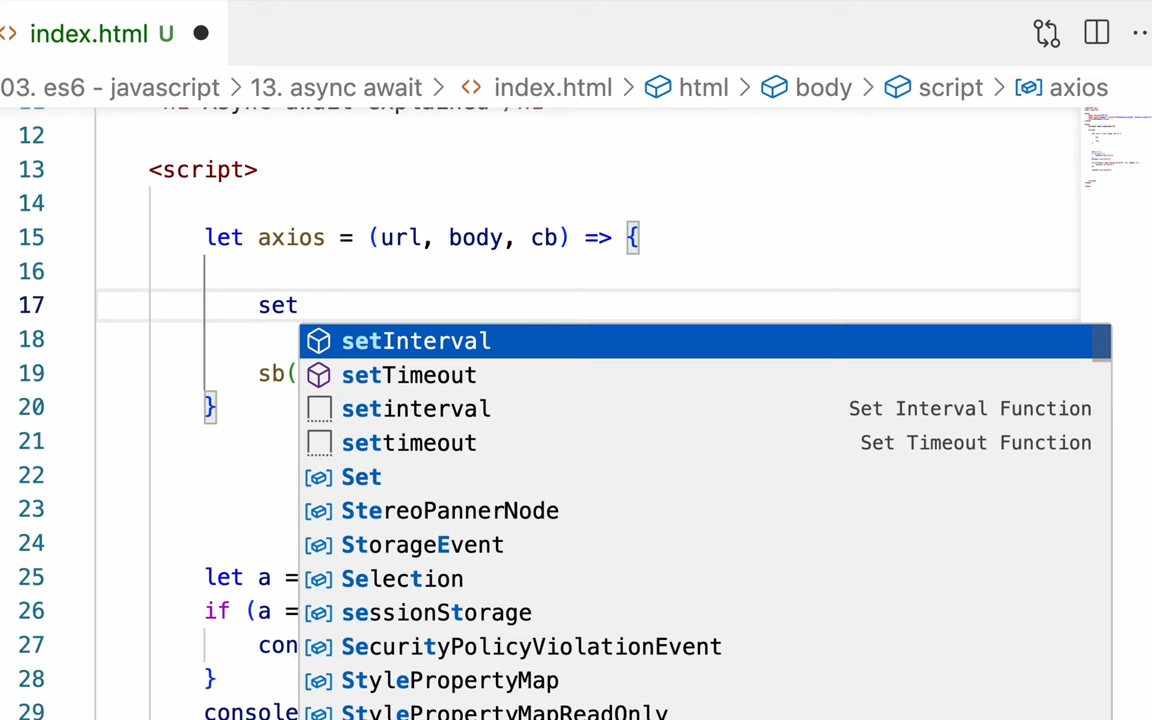 index.html U
03. es6 - javascript > 13. async await > index.html > html > body > script > axios
12
13 <script>
14
15 let axios = (url, body, cb) => {
16
17 set
18
19 sb(
20 }
21
22
23
24
25 let a =
26 if (a =
27 con
28 }
29 console
setInterval
setTimeout
setinterval Set Interval Function
settimeout Set Timeout Function
Set
StereoPannerNode
StorageEvent
Selection
sessionStorage
SecurityPolicyViolationEvent
StylePropertyMap
StylePropertyMapReadOnly